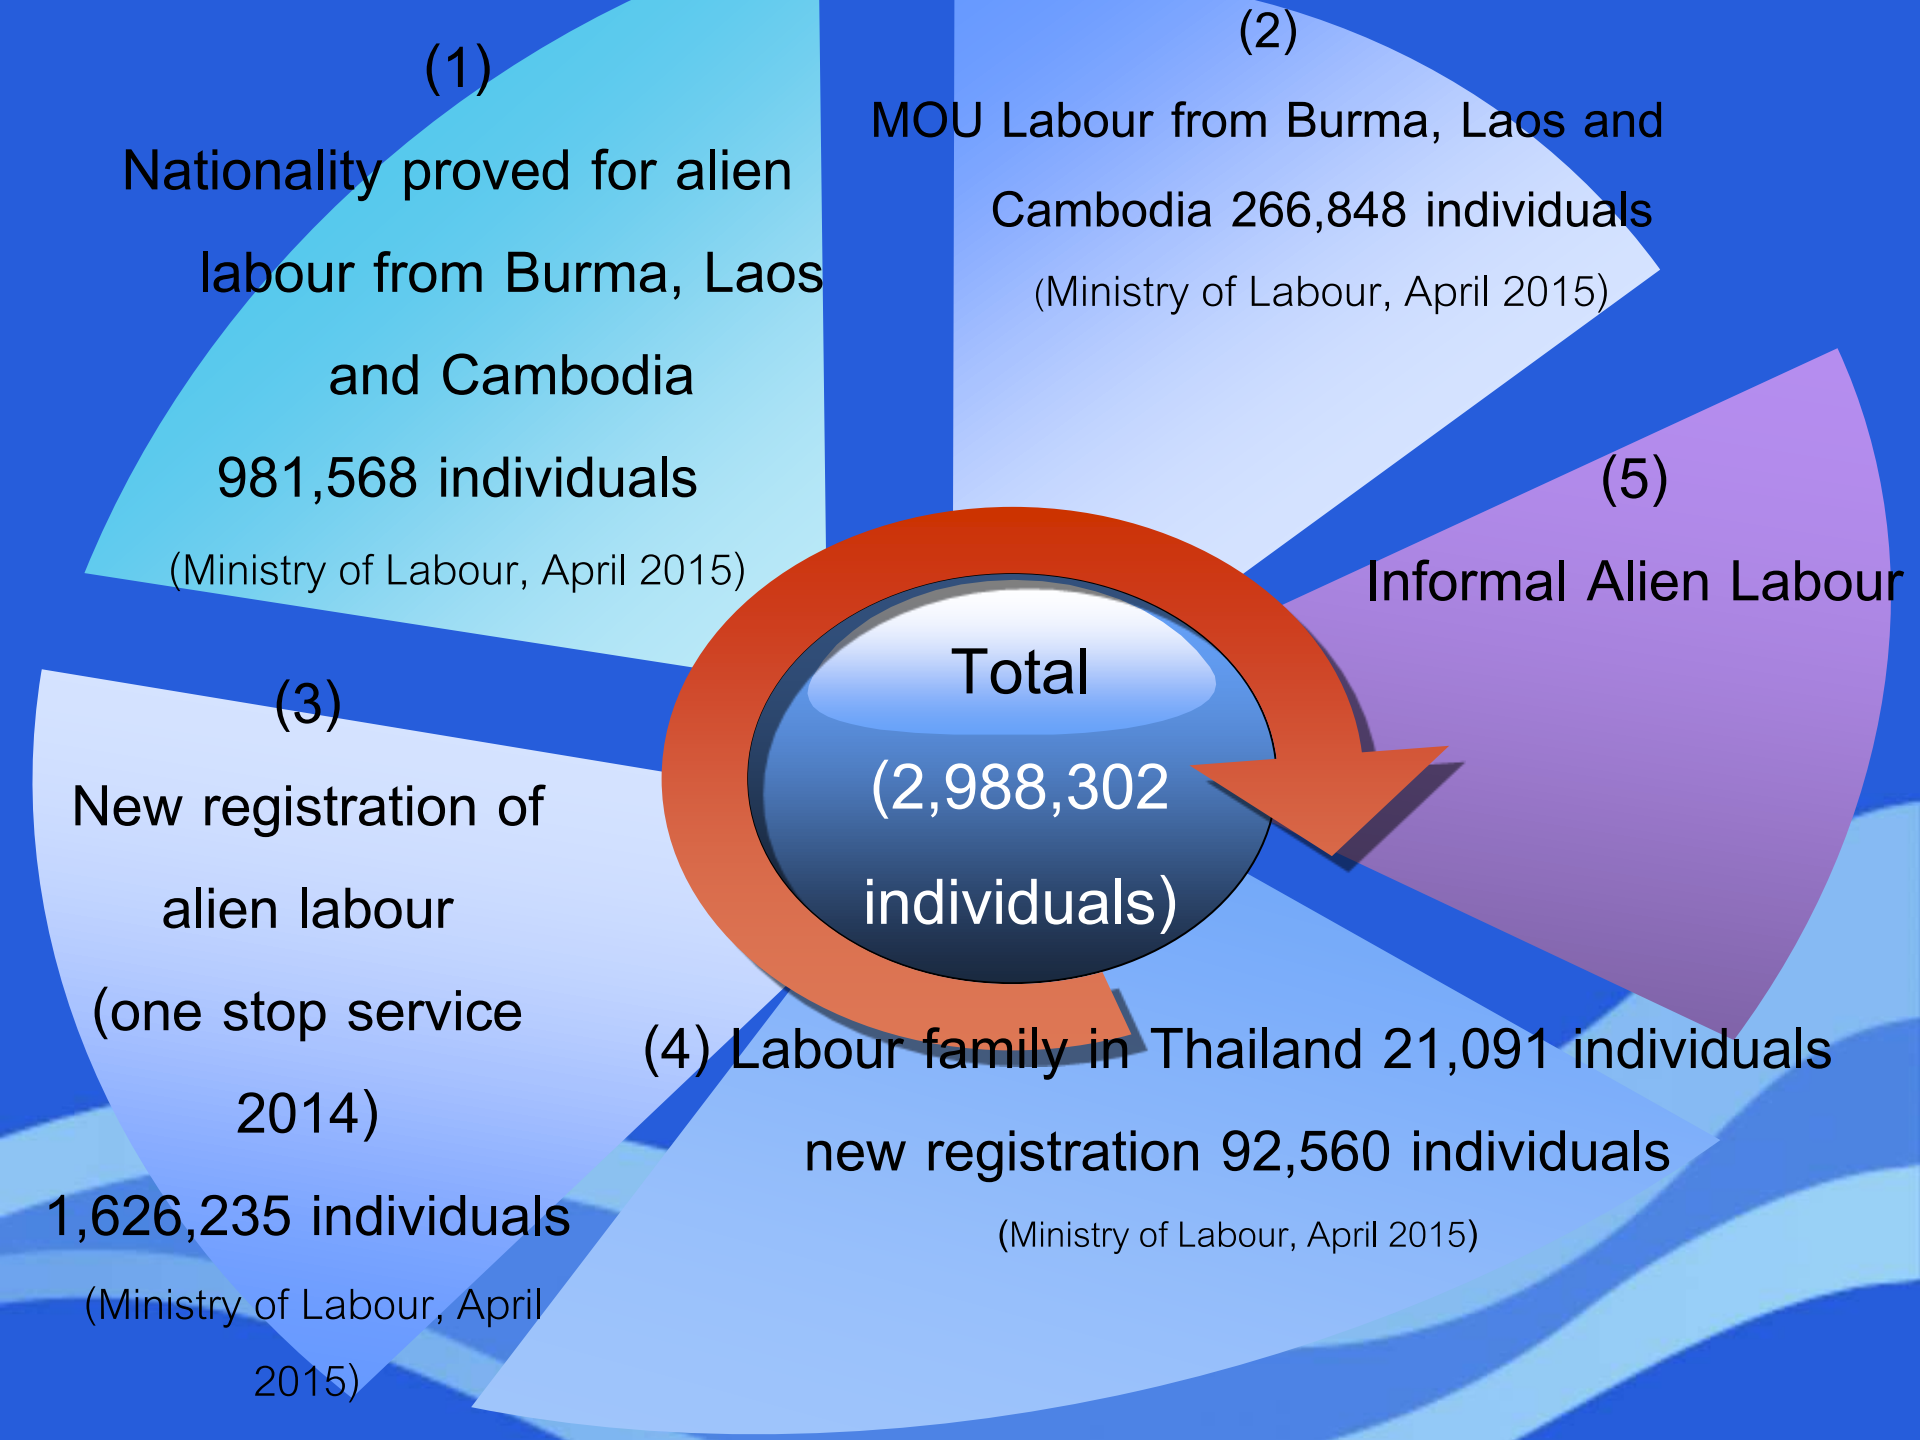 (1)
Nationality proved for alien
labour from Burma, Laos
and Cambodia
981,568 individuals
(Ministry of Labour, April 2015)
(2)
MOU Labour from Burma, Laos and
Cambodia 266,848 individuals
(Ministry of Labour, April 2015)
(3)
New registration of
alien labour
(one stop service
2014)
1,626,235 individuals
(Ministry of Labour, April
2015)
(4) Labour family in Thailand 21,091 individuals
new registration 92,560 individuals
(Ministry of Labour, April 2015)
(5)
Informal Alien Labour
Total
(2,988,302
individuals)